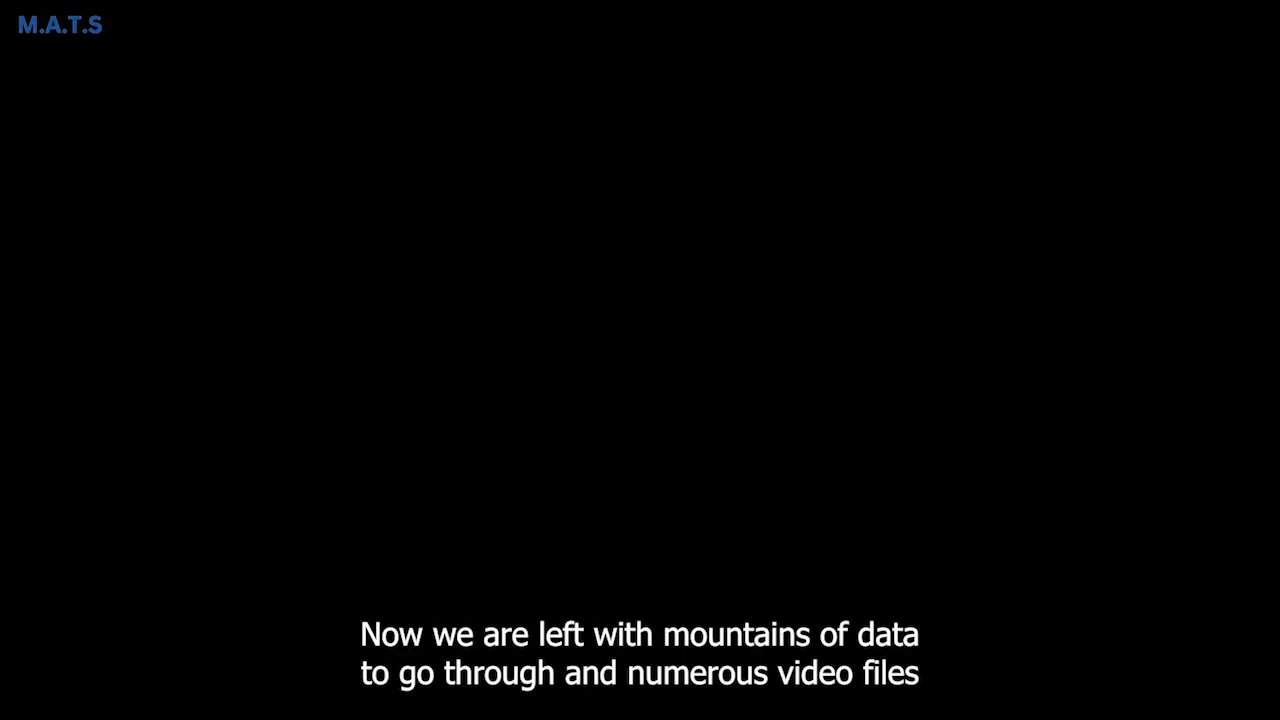 M.A.T.S
Now we are left with mountains of data
to go through and numerous video files